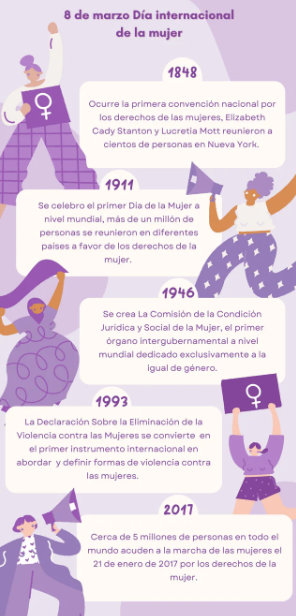 8 de marzo Día internacional
de la mujer
1848
Ocurre la primera convención nacional por
los derechos de las mujeres, Elizabeth
Cady Stanton y Lucretia Mott reunieron a
cientos de personas en Nueva York.
1911
Se celebro el primer Día de la Mujer a
nivel mundial, más de un millón de
personas se reunieron en diferentes
países a favor de los derechos de la
mujer.
1946
Se crea La Comisión de la Condición
Jurídica y Social de la Mujer, el primer
órgano intergubernamental a nivel
mundial dedicado exclusivamente a la
igual de género.
1993
La Declaración Sobre la Eliminación de la
Violencia contra las Mujeres se convierte en
el primer instrumento internacional en
abordar y definir formas de violencia contra
las mujeres.
2017
Cerca de 5 millones de personas en todo el
mundo acuden a la marcha de las mujeres el
21 de enero de 2017 por los derechos de la
mujer.